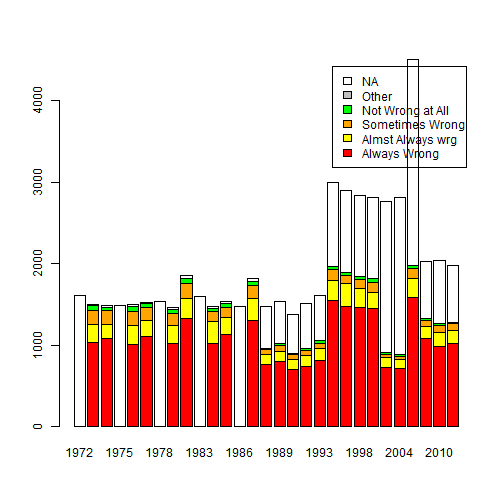 NA
Other
Not Wrong at All
Sometimes Wrong
Almst Always wrg
Always Wrong
4000
3000
2000
1000
0
1972 1975 1978 1983 1986 1989 1993 1998 2004 2010